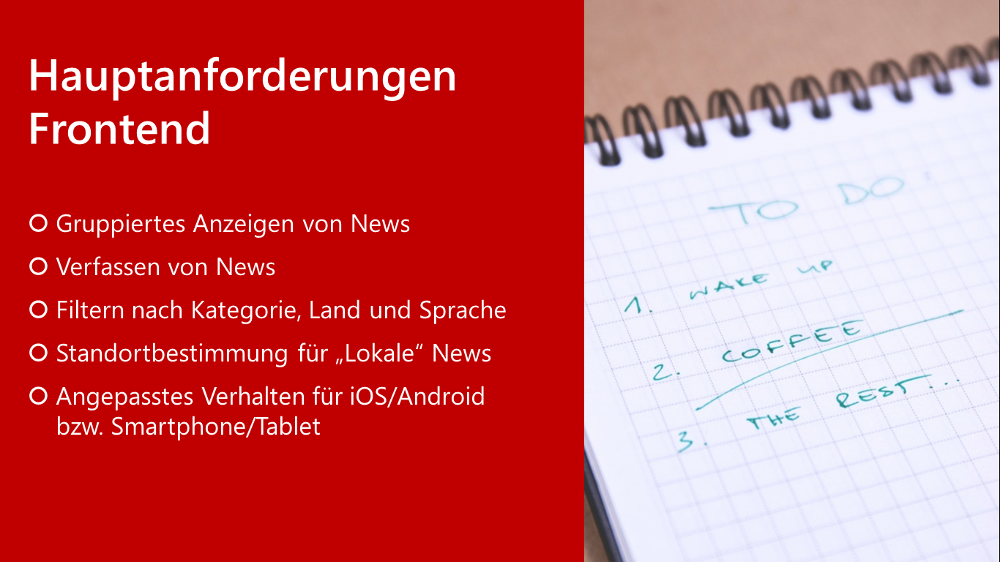 Hauptanforderungen
Frontend
Gruppiertes Anzeigen von News
Verfassen von News
Filtern nach Kategorie, Land und Sprache
Standortbestimmung für „Lokale“ News
Angepasstes Verhalten für iOS/Android
bzw. Smartphone/Tablet
TO DO:
1. WAKE UP
2. COFFEE
3. THE REST...